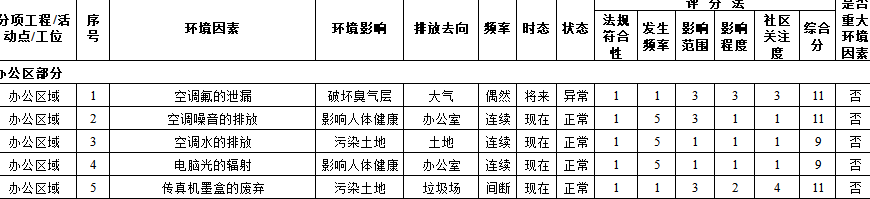 分项工程/活动点/工位 序号 环境因素 环境影响 排放去向 频率 时态 状态 评 分 法 是否重大环境因素
法规符合性 发生频率 影响范围 影响程度 社区关注度 综合分
办公区部分
办公区域 1 空调氟的泄漏 破坏臭气层 大气 偶然 将来 异常 1 1 3 3 3 11 否
办公区域 2 空调噪音的排放 影响人体健康 办公室 连续 现在 正常 1 5 3 1 1 11 否
办公区域 3 空调水的排放 污染土地 土地 连续 现在 正常 1 5 1 1 1 9 否
办公区域 4 电脑光的辐射 影响人体健康 办公室 连续 现在 正常 1 5 1 1 1 9 否
办公区域 5 传真机墨盒的废弃 污染土地 垃圾场 间断 现在 正常 1 1 3 2 4 11 否